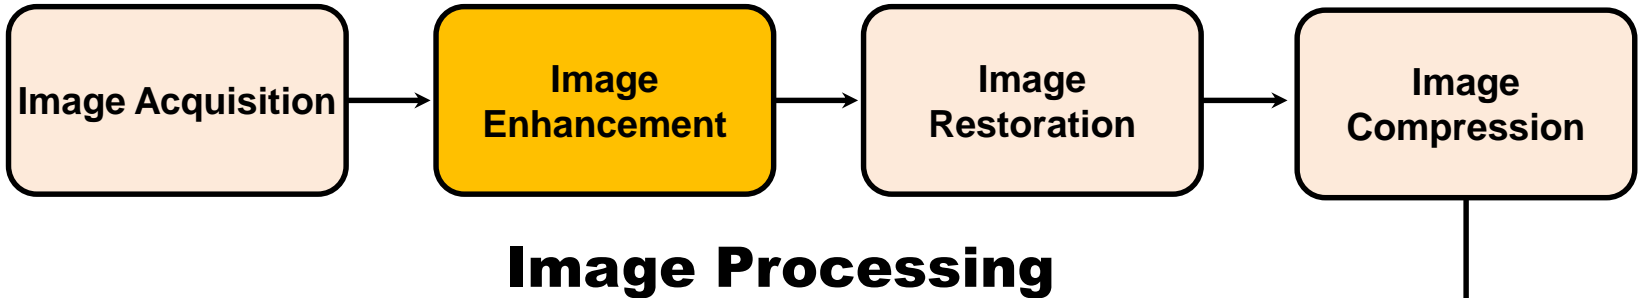 Image Acquisition
Image
Enhancement
Image
Restoration
Image
Compression
Image Processing